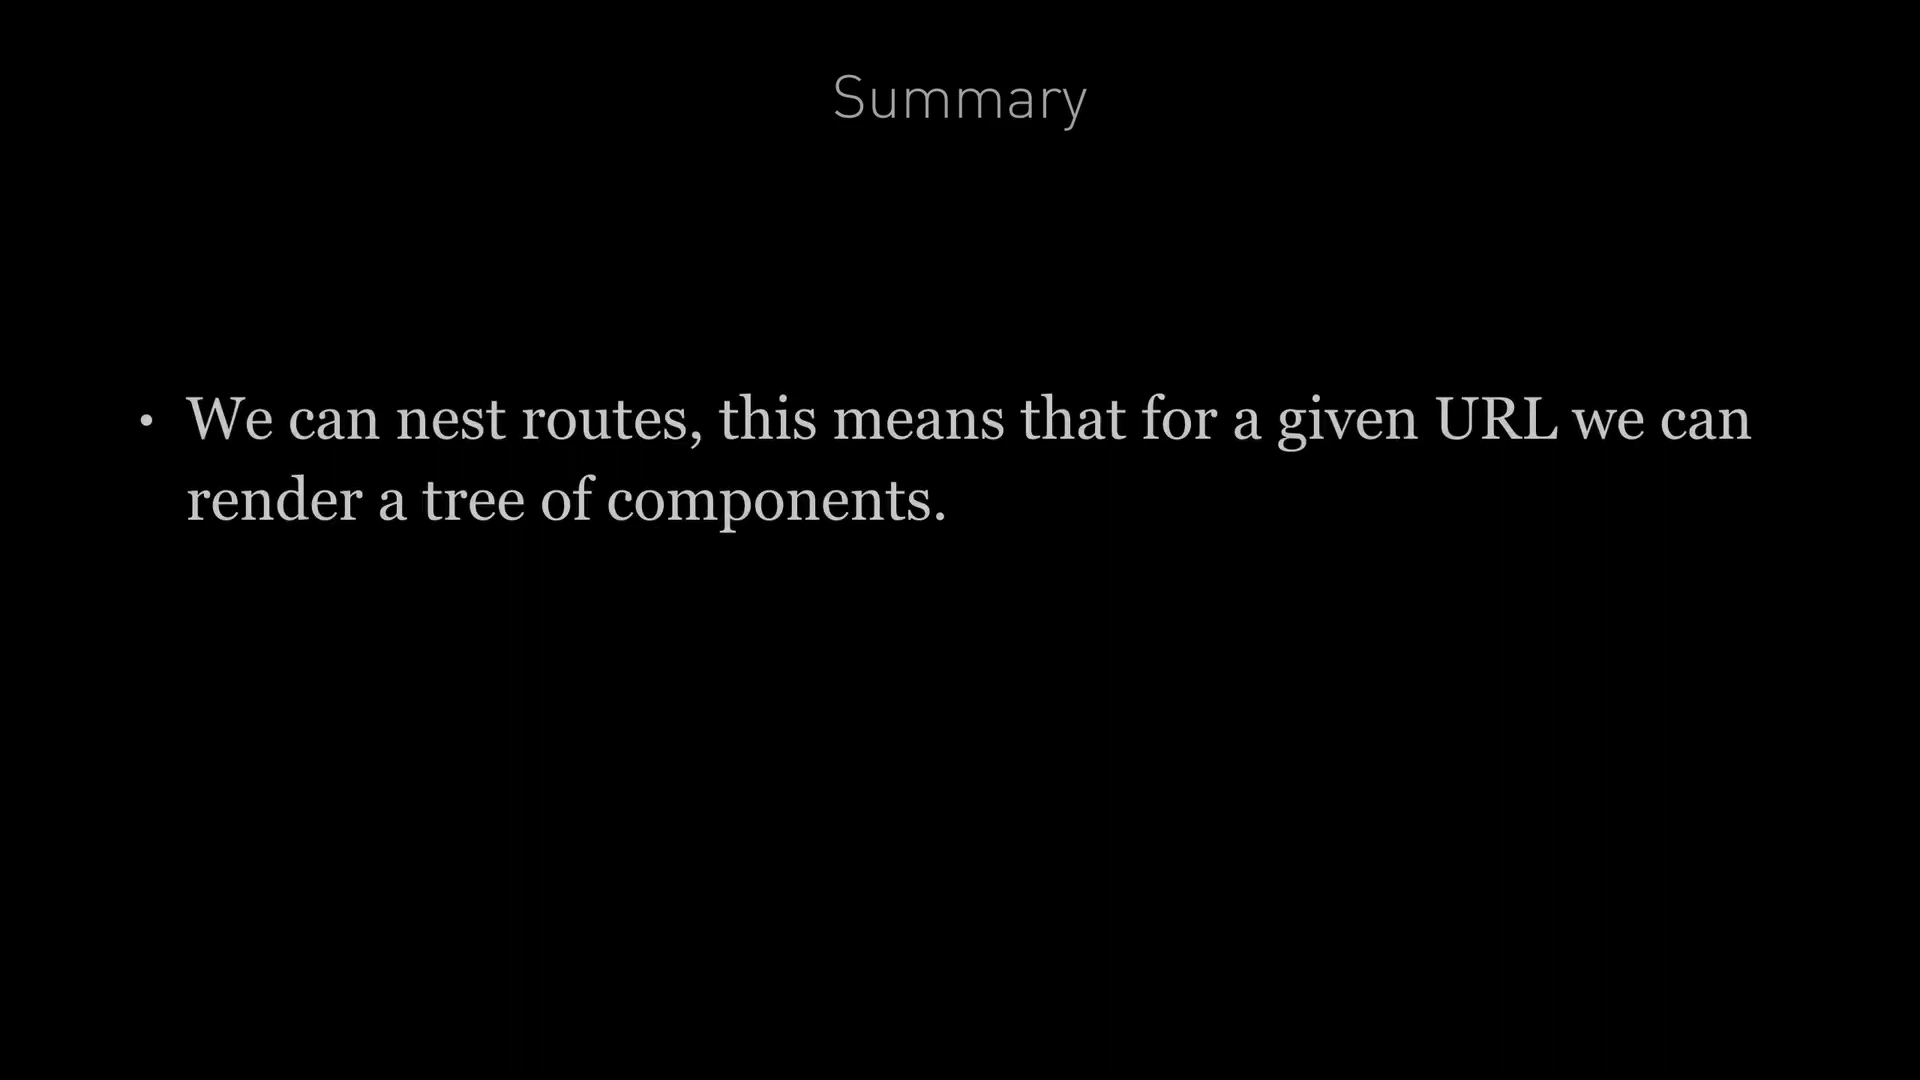 Summary
• We can nest routes, this means that for a given URL we can
render a tree of components.